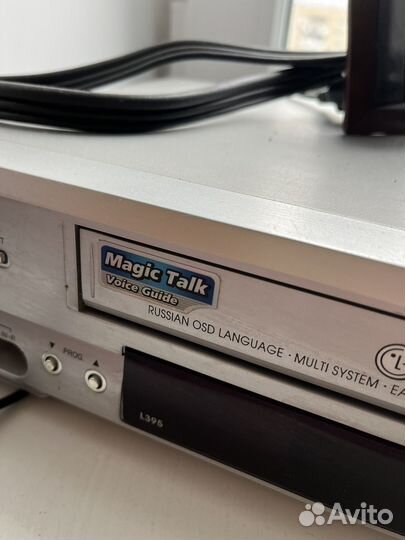 Magic Talk
Voice Guide
RUSSIAN OSD LANGUAGE · MULTI SYSTEM ·
PROG.
L395
Avito